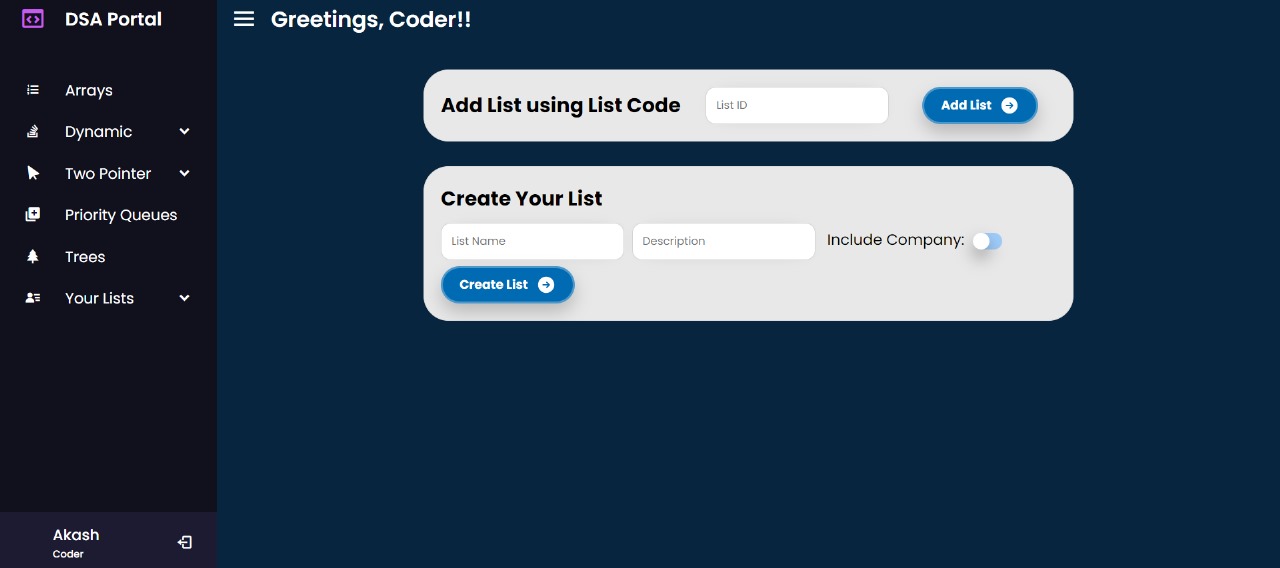 DSA Portal
Greetings, Coder!!
Arrays
Dynamic
Two Pointer
Priority Queues
Trees
Your Lists
Akash
Coder
Add List using List Code
List ID
Add List
Create Your List
List Name
Description
Include Company:
Create List